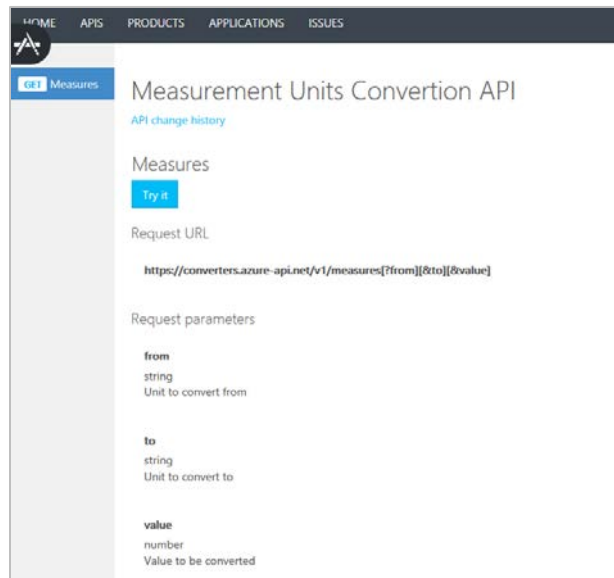 HOME APIS PRODUCTS APPLICATIONS ISSUES
GET Measures
Measurement Units Convertion API
API change history
Measures
Try it
Request URL
https://converters.azure-api.net/v1/measures[?from][&to][&value]
Request parameters
from
string
Unit to convert from
to
string
Unit to convert to
value
number
Value to be converted